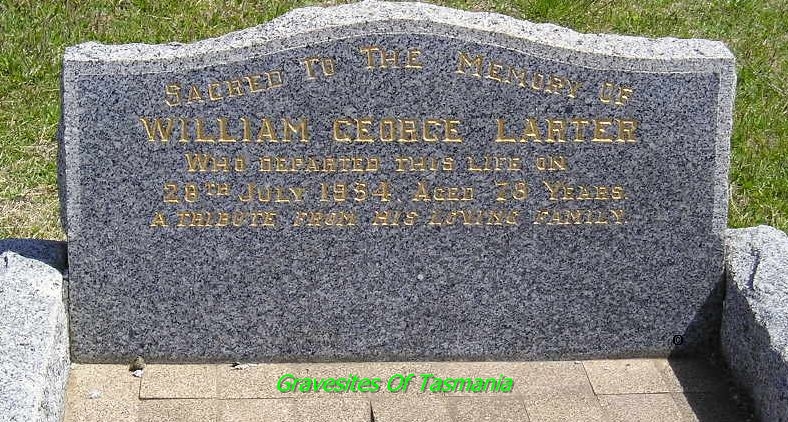 Sacred To The Memory Of
WILLIAM GEORGE LARTER
Who departed this life on
28TH July 1954. Aged 78 Years.
A tribute from his loving family.
©
Gravesites Of Tasmania